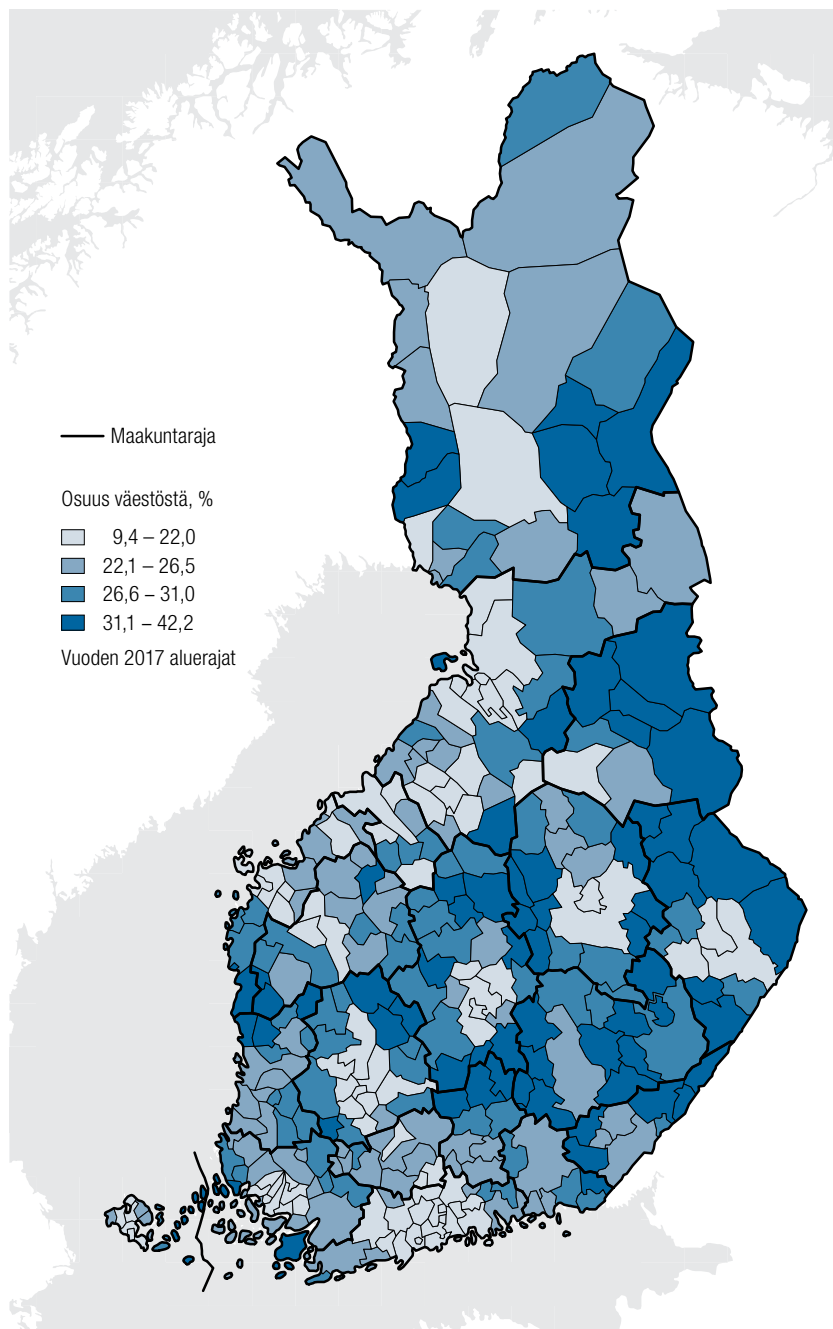 Maakuntaraja
Osuus väestöstä, %
9,4 – 22,0
22,1 – 26,5
26,6 – 31,0
31,1 – 42,2
Vuoden 2017 aluerajat